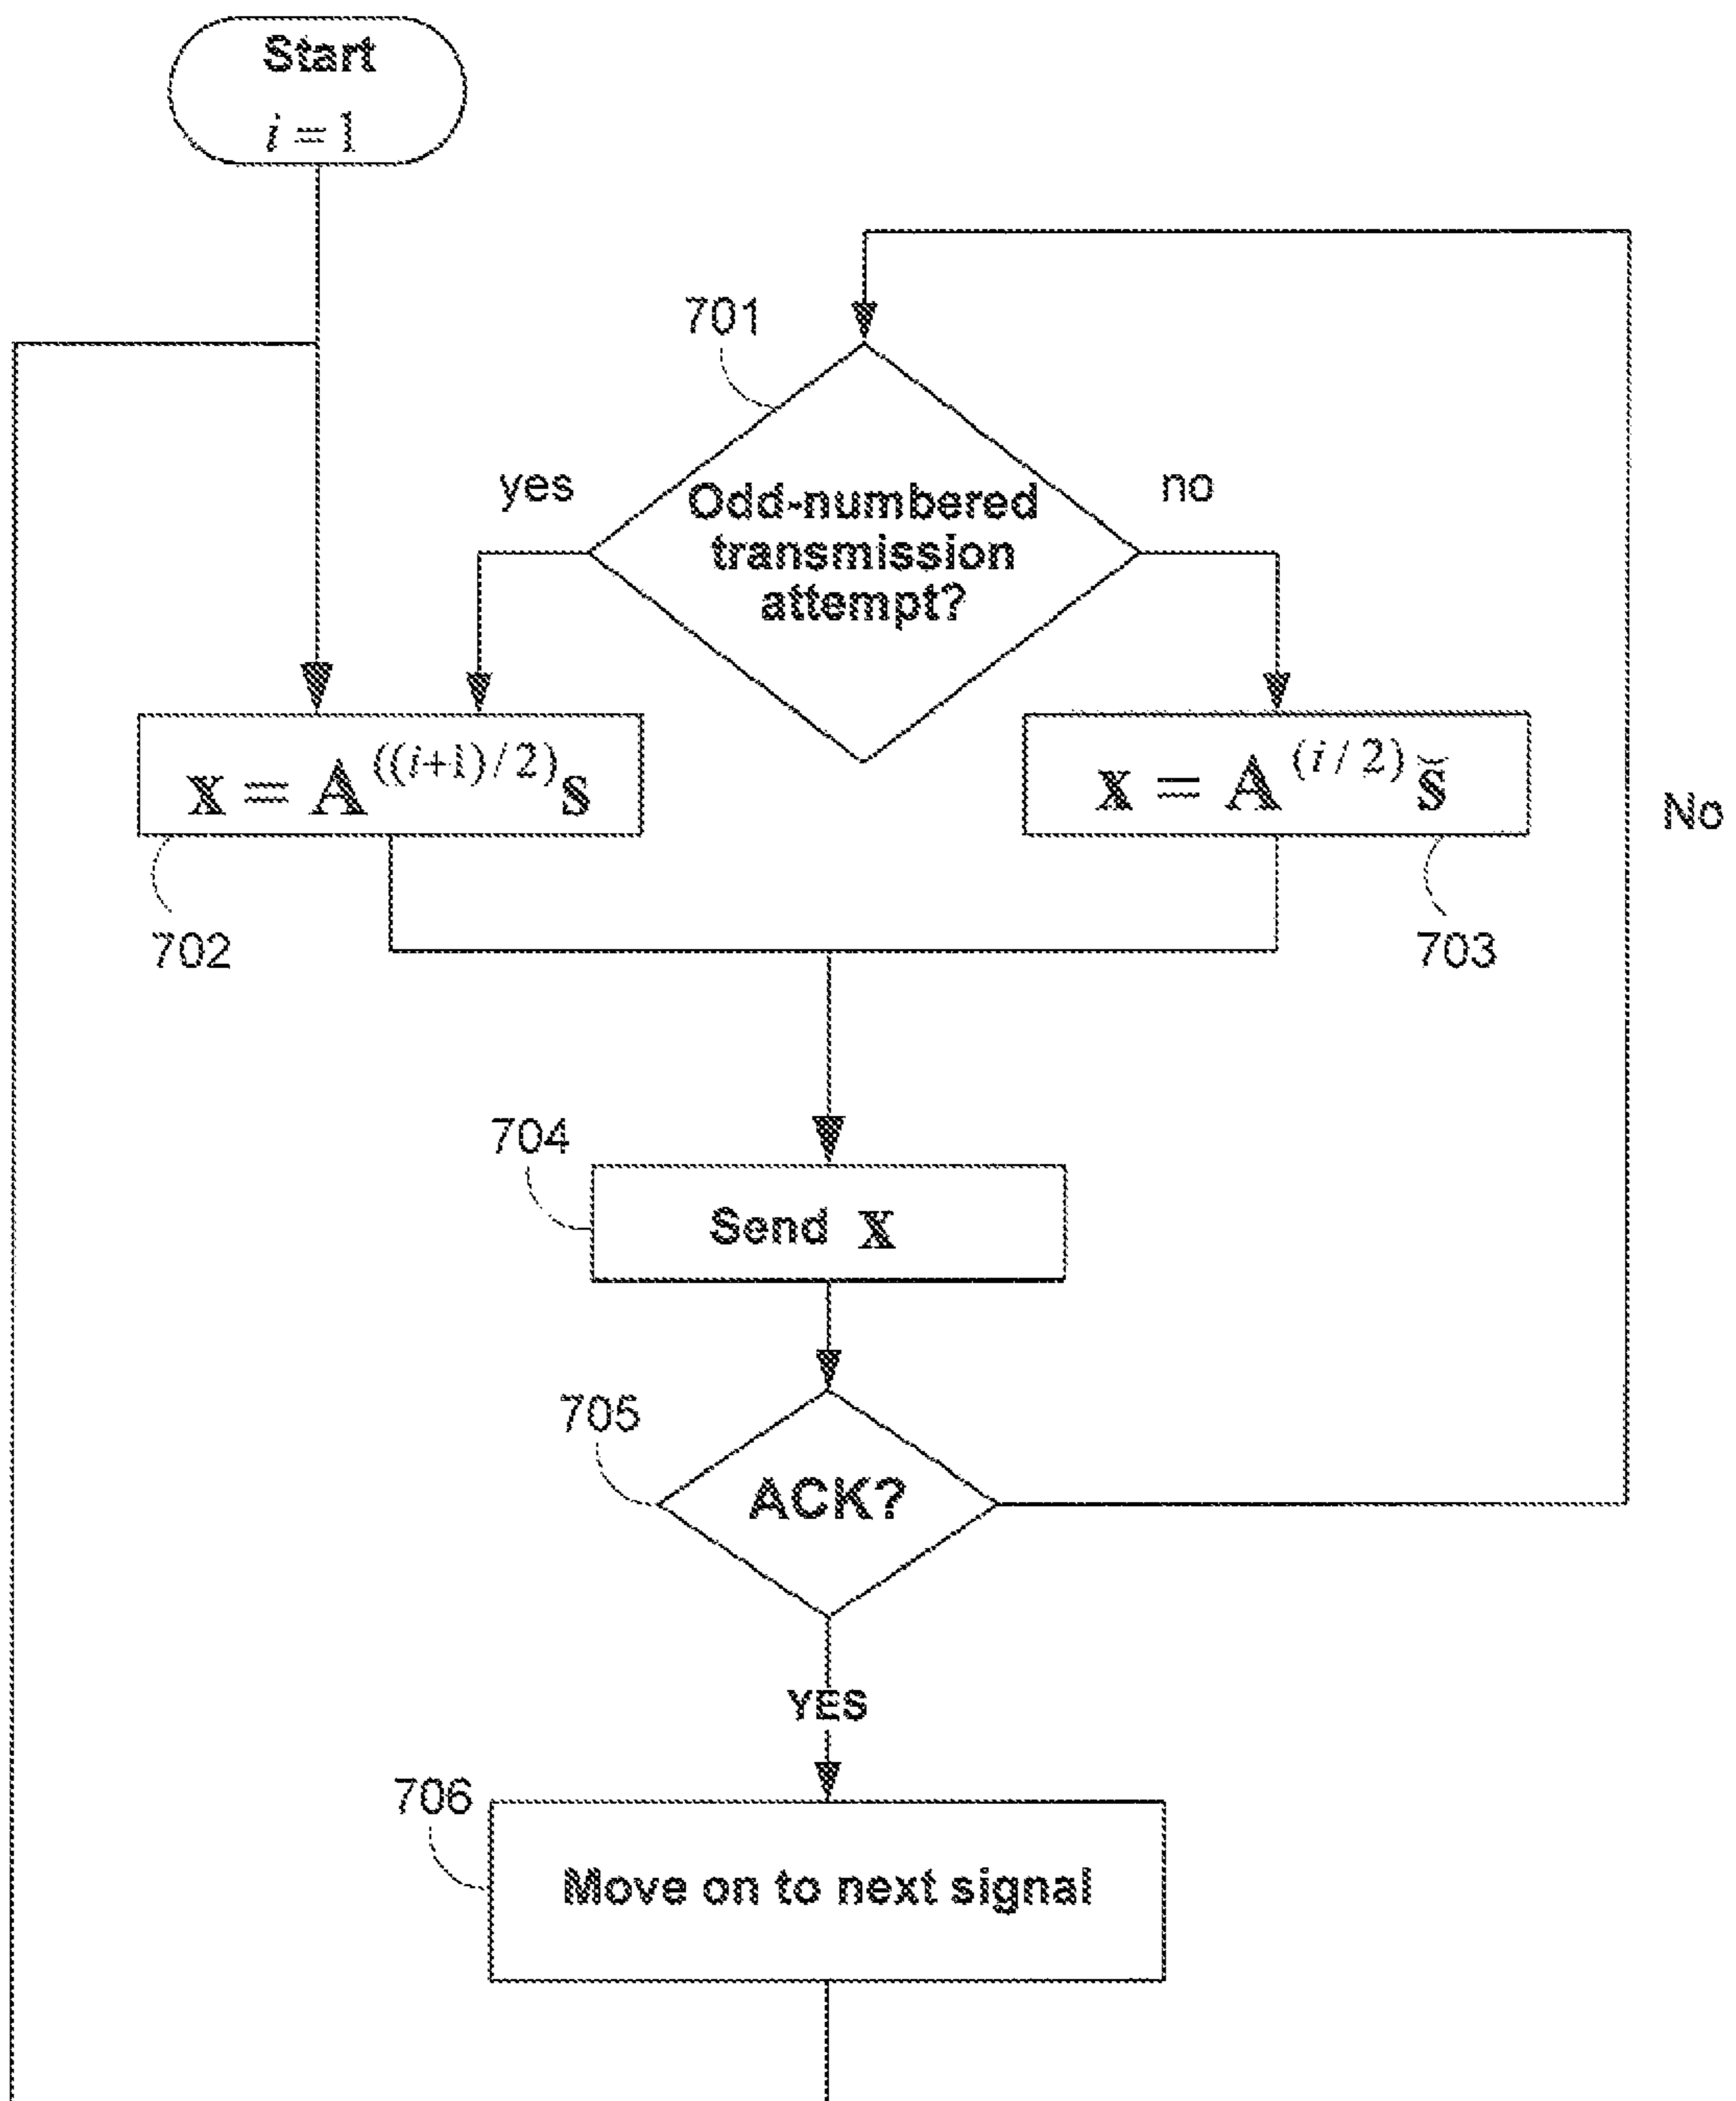 Start
i = 1
701
yes
no
Odd-numbered
transmission
attempt?
x = A^{((i+1)/2)} s
x = A^{(i/2)} s̆
No
702
703
704
Send x
705
ACK?
YES
706
Move on to next signal